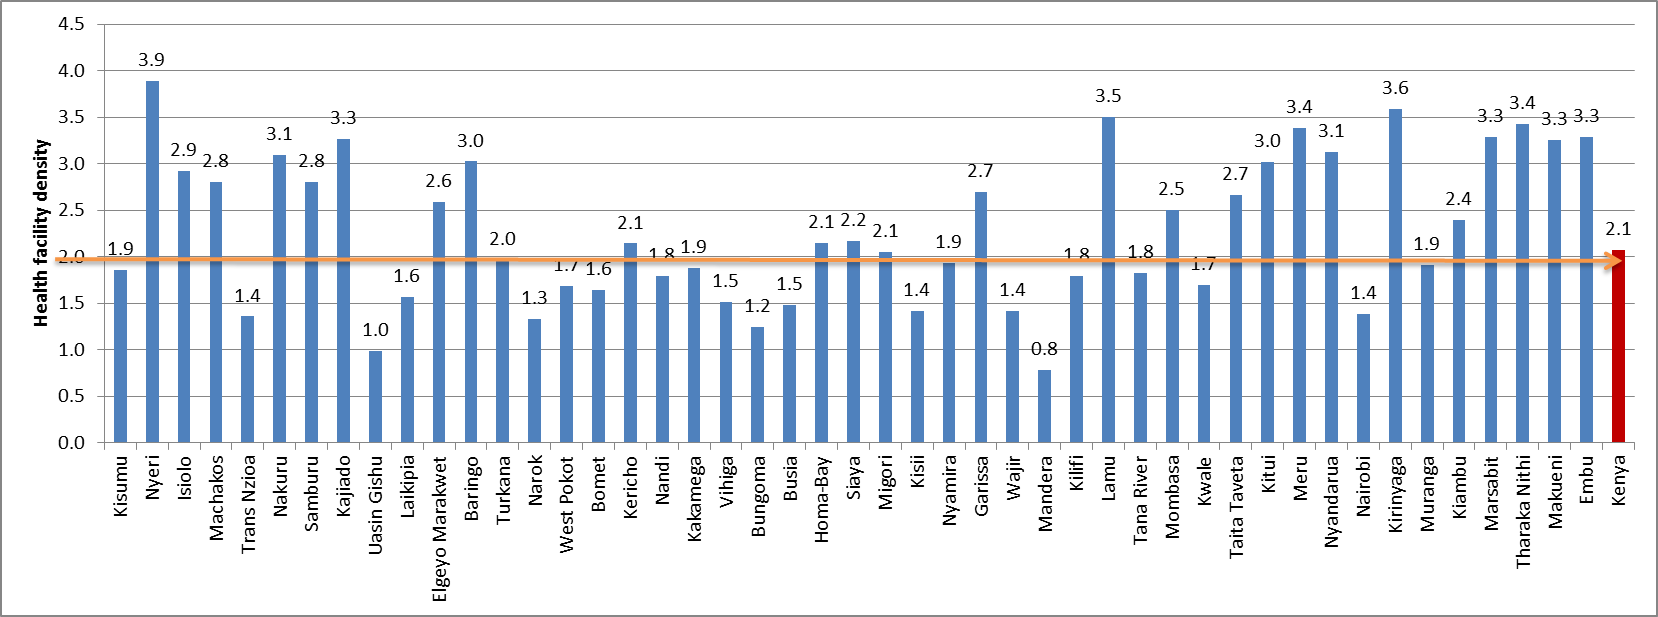 Health facility density
4.5
4.0
3.5
3.0
2.5
2.0
1.5
1.0
0.5
0.0
1.9
3.9
2.9
2.8
1.4
3.1
2.8
3.3
1.0
1.6
2.6
3.0
2.0
1.3
1.7
1.6
2.1
1.8
1.9
1.5
1.2
1.5
2.1
2.2
2.1
1.4
1.9
2.7
1.4
0.8
1.8
3.5
1.8
2.5
1.7
2.7
3.0
3.4
3.1
1.4
3.6
1.9
2.4
3.3
3.4
3.3
3.3
2.1
Kisumu
Nyeri
Isiolo
Machakos
Trans Nzioa
Nakuru
Samburu
Kajiado
Uasin Gishu
Laikipia
Elgeyo Marakwet
Baringo
Turkana
Narok
West Pokot
Bomet
Kericho
Nandi
Kakamega
Vihiga
Bungoma
Busia
Homa-Bay
Siaya
Migori
Kisii
Nyamira
Garissa
Wajir
Mandera
Kilifi
Lamu
Tana River
Mombasa
Kwale
Taita Taveta
Kitui
Meru
Nyandarua
Nairobi
Kirinyaga
Muranga
Kiambu
Marsabit
Tharaka Nithi
Makueni
Embu
Kenya